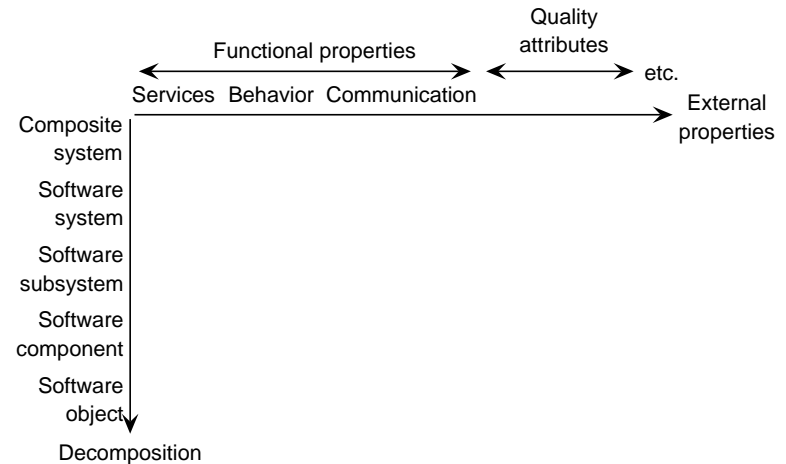 Quality
attributes
Functional properties
etc.
Services Behavior Communication
External
properties
Composite
system
Software
system
Software
subsystem
Software
component
Software
object
Decomposition